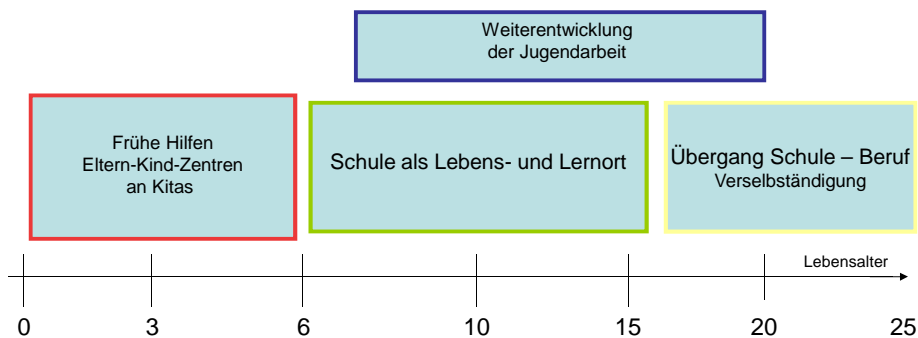 Weiterentwicklung
der Jugendarbeit
Frühe Hilfen
Eltern-Kind-Zentren
an Kitas
Schule als Lebens- und Lernort
Übergang Schule – Beruf
Verselbständigung
Lebensalter
0 3 6 10 15 20 25